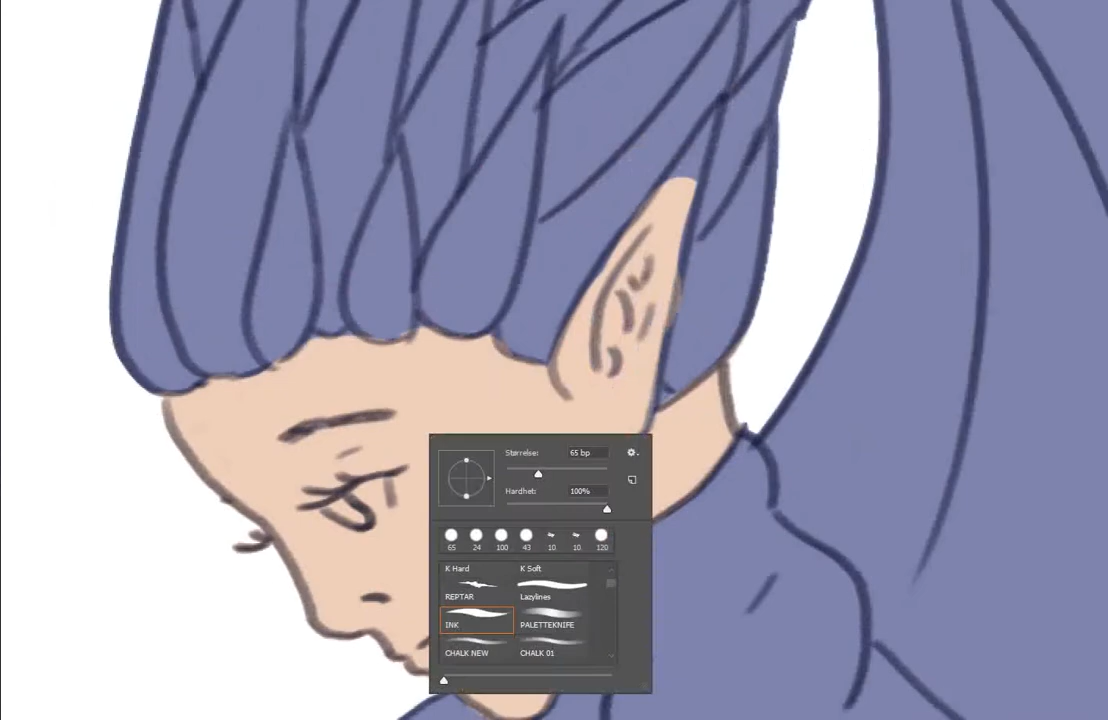 Størrelse: 65 bp
Hardhet: 100%
65 24 100 43 10 10 120
K Hard K Soft
REPTAR Lazylines
INK PALETTEKNIFE
CHALK NEW CHALK 01